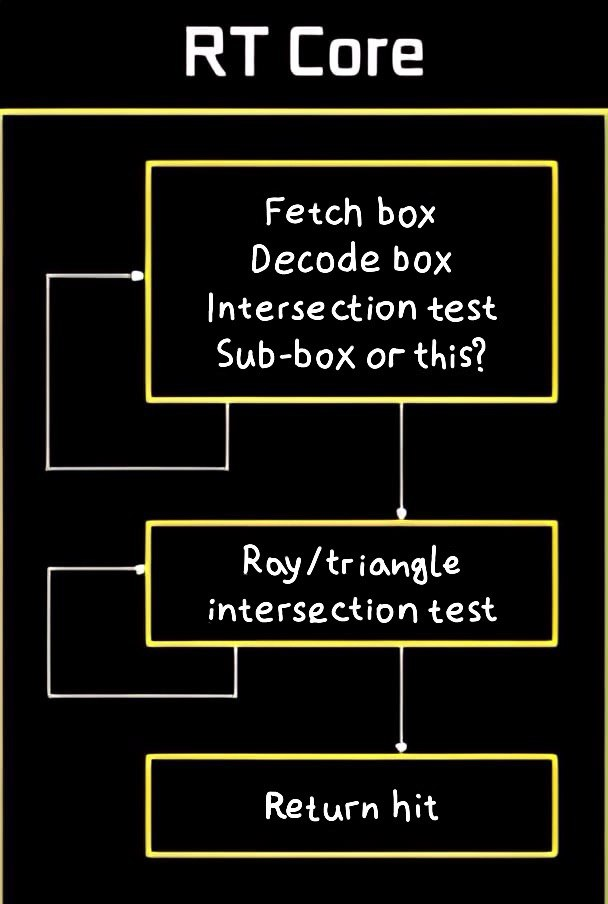 RT Core
Fetch box
Decode box
Intersection test
Sub-box or this?
Ray/triangle
intersection test
Return hit